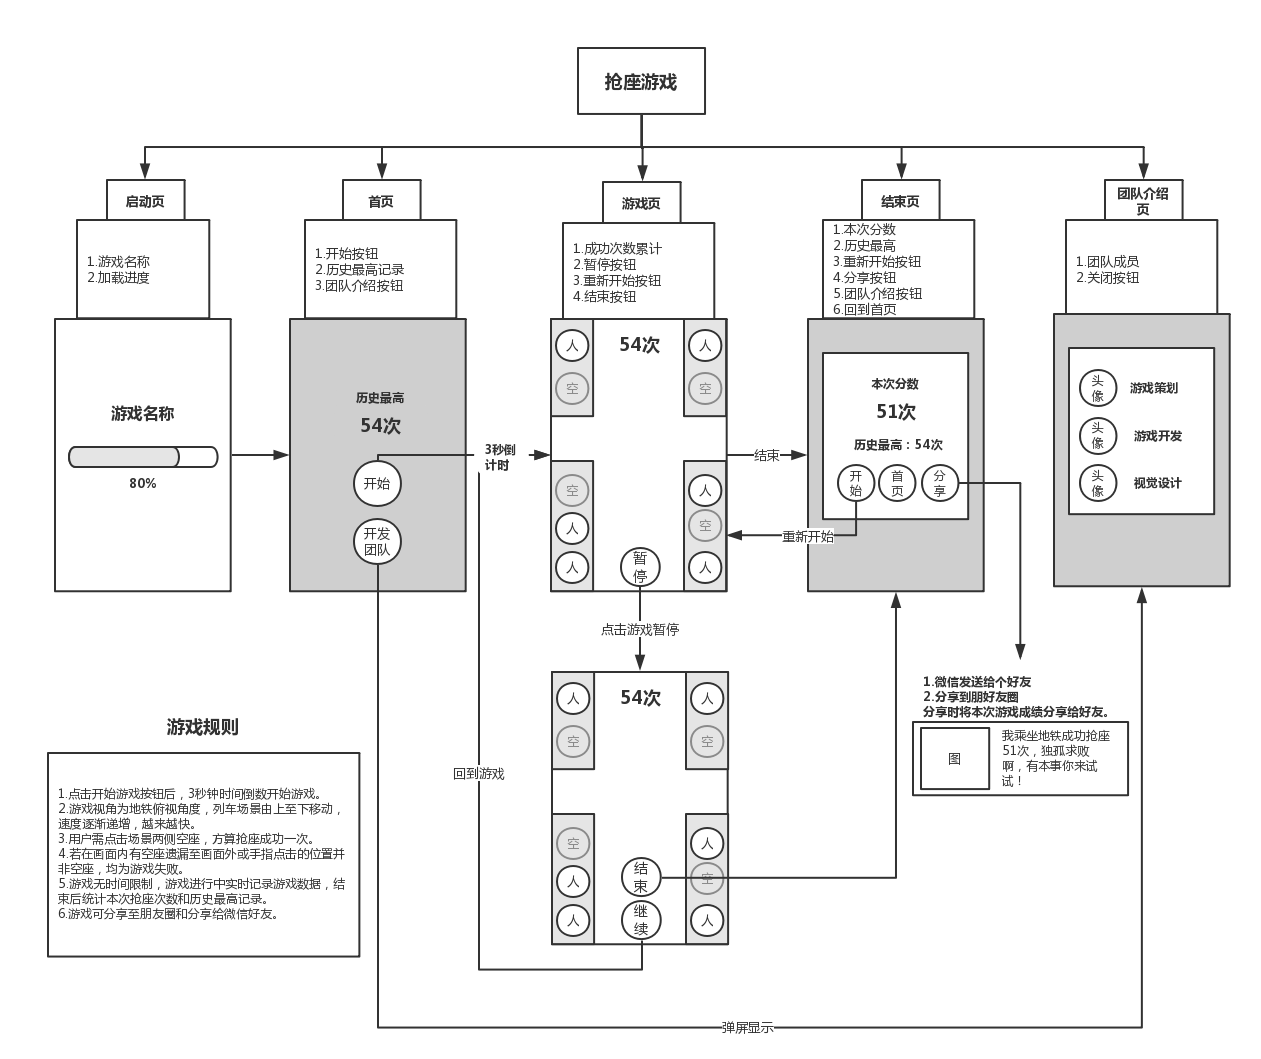 抢座游戏
启动页
1.游戏名称
2.加载进度
游戏名称
80%
首页
1.开始按钮
2.历史最高记录
3.团队介绍按钮
历史最高
54次
开始
开发
团队
3秒倒
计时
游戏页
1.成功次数累计
2.暂停按钮
3.重新开始按钮
4.结束按钮
人
空
54次
人
空
空
人
人
人
空
人
暂
停
结束
重新开始
点击游戏暂停
结束页
1.本次分数
2.历史最高
3.重新开始按钮
4.分享按钮
5.团队介绍按钮
6.回到首页
本次分数
51次
历史最高：54次
开
始
首
页
分
享
团队介绍
页
1.团队成员
2.关闭按钮
头
像
游戏策划
头
像
游戏开发
头
像
视觉设计
人
空
54次
人
空
空
人
人
人
空
人
结
束
继
续
回到游戏
1.微信发送给个好友
2.分享到朋好友圈
分享时将本次游戏成绩分享给好友。
图
我乘坐地铁成功抢座
51次，独孤求败
啊，有本事你来试
试！
游戏规则
1.点击开始游戏按钮后，3秒钟时间倒数开始游戏。
2.游戏视角为地铁俯视角度，列车场景由上至下移动，
速度逐渐递增，越来越快。
3.用户需点击场景两侧空座，方算抢座成功一次。
4.若在画面内有空座遗漏至画面外或手指点击的位置并
非空座，均为游戏失败。
5.游戏无时间限制，游戏进行中实时记录游戏数据，结
束后统计本次抢座次数和历史最高记录。
6.游戏可分享至朋友圈和分享给微信好友。
弹屏显示